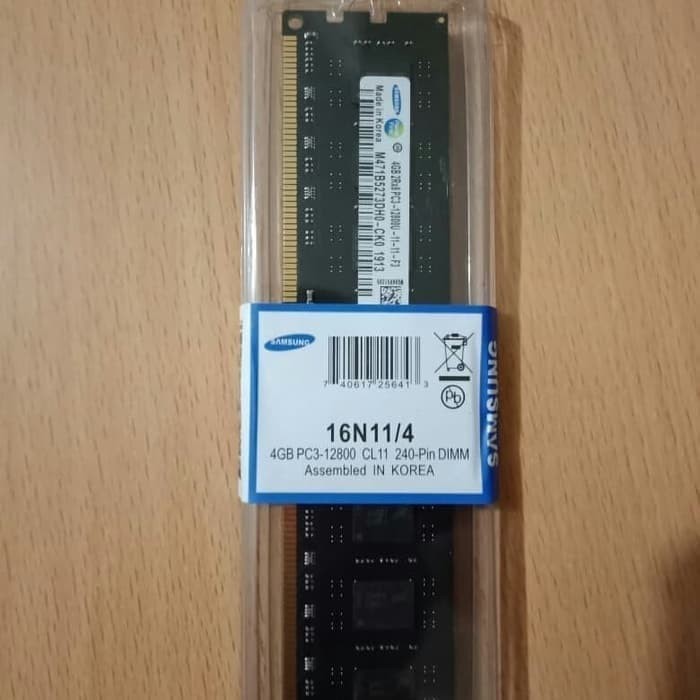 SAMSUNG
Made in Korea
4GB 2Rx8 PC3-12800U-11-11-F3
M471B5273DH0-CK0 1913
SAMSUNG
7 40617 25641 3
Pb
16N11/4
4GB PC3-12800 CL11 240-Pin DIMM
Assembled IN KOREA
SAMSUNG